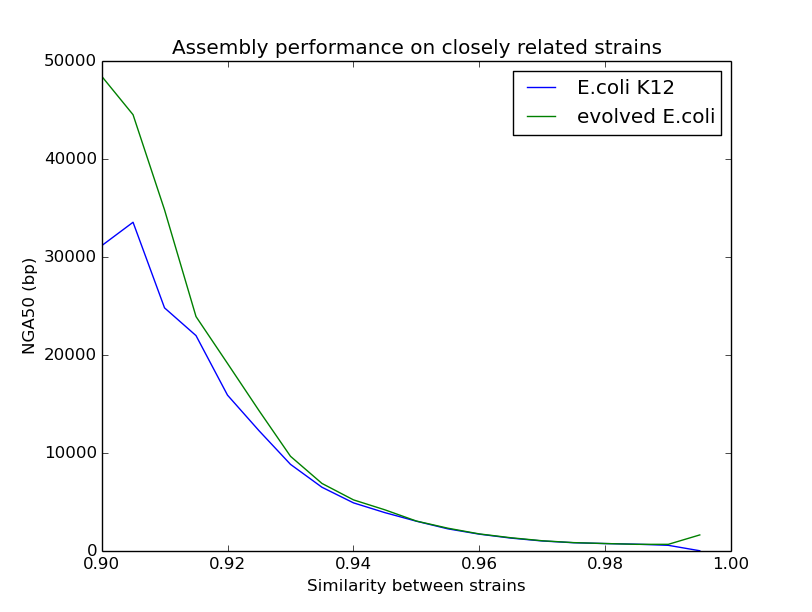 Assembly performance on closely related strains
E.coli K12
evolved E.coli
50000
40000
30000
20000
10000
0
NGA50 (bp)
0.90 0.92 0.94 0.96 0.98 1.00
Similarity between strains